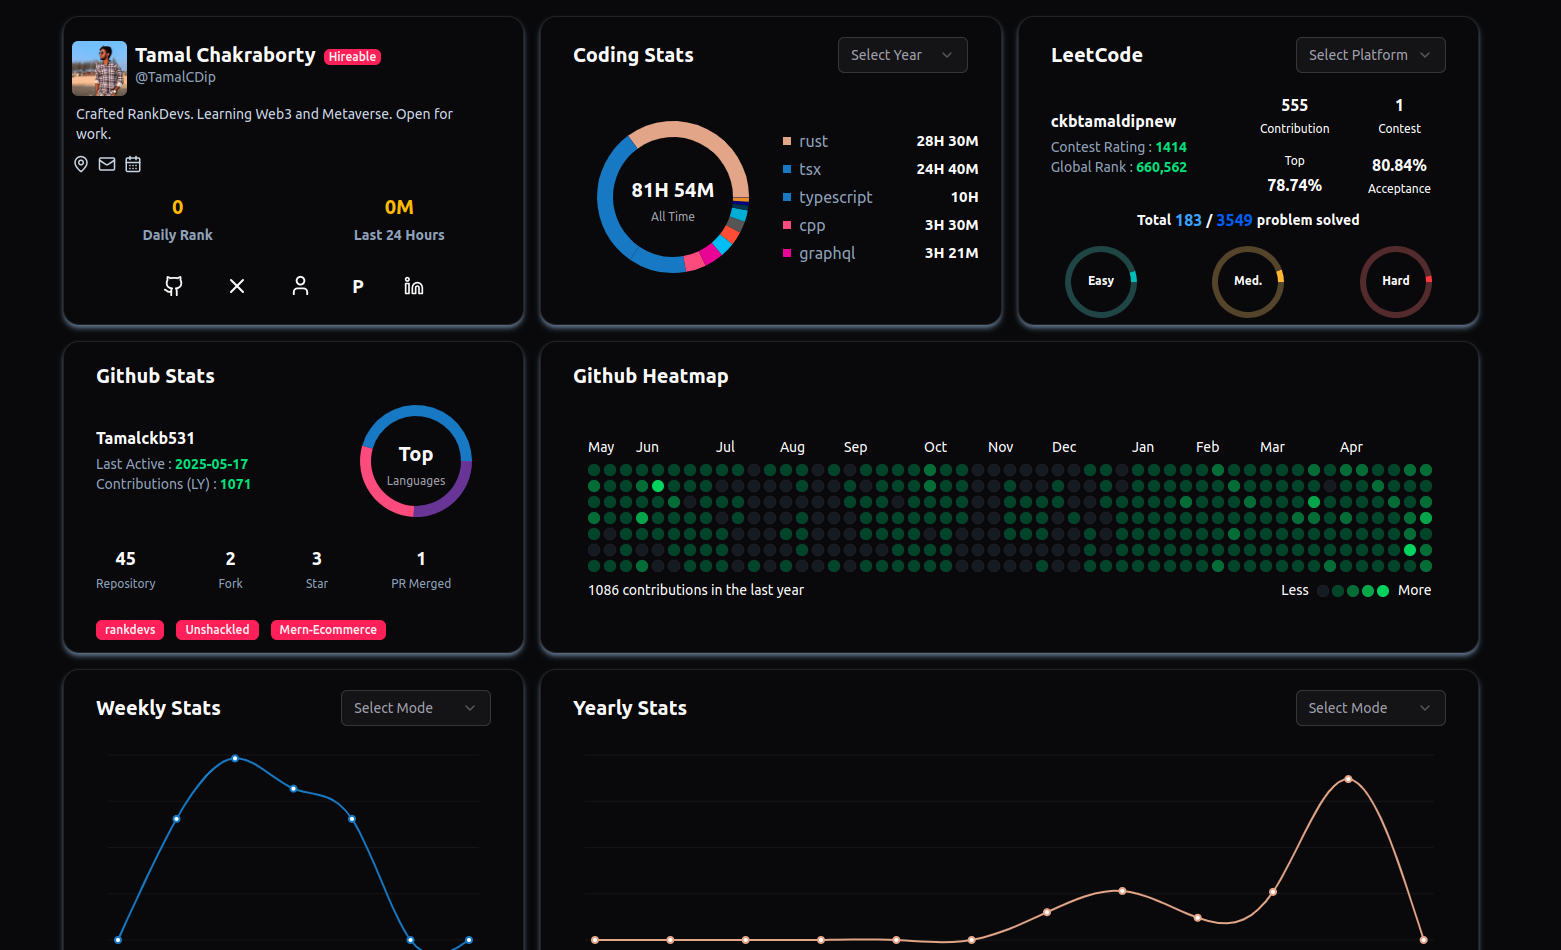 Tamal Chakraborty Hireable
@TamalCDip
Crafted RankDevs. Learning Web3 and Metaverse. Open for
work.
0
Daily Rank
0M
Last 24 Hours
P
Coding Stats
Select Year
81H 54M
All Time
rust 28H 30M
tsx 24H 40M
typescript 10H
cpp 3H 30M
graphql 3H 21M
LeetCode
Select Platform
ckbtamaldipnew
Contest Rating : 1414
Global Rank : 660,562
555
Contribution
1
Contest
Top
78.74%
80.84%
Acceptance
Total 183 / 3549 problem solved
Easy
Med.
Hard
Github Stats
Tamalckb531
Last Active : 2025-05-17
Contributions (LY) : 1071
Top
Languages
45
Repository
2
Fork
3
Star
1
PR Merged
rankdevs Unshackled Mern-Ecommerce
Github Heatmap
May Jun Jul Aug Sep Oct Nov Dec Jan Feb Mar Apr
1086 contributions in the last year
Less More
Weekly Stats
Select Mode
Yearly Stats
Select Mode